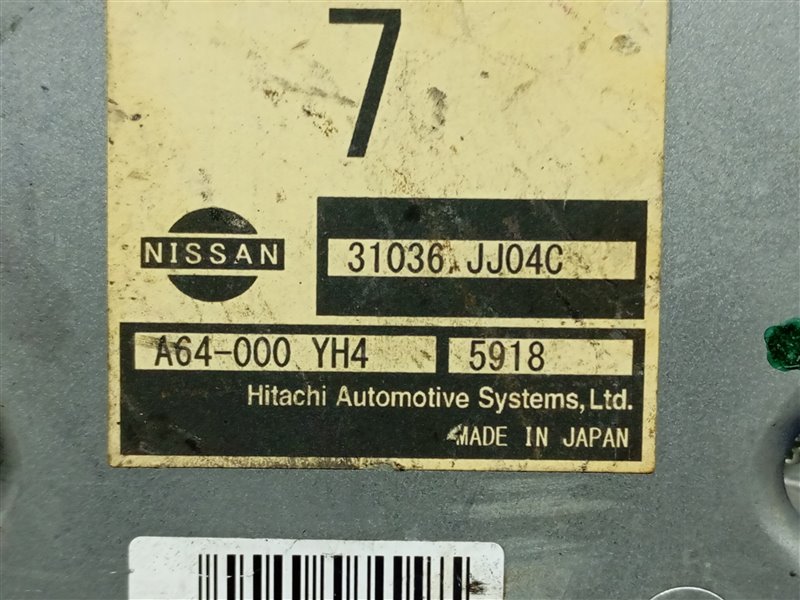 7
NISSAN
31036 JJ04C
A64-000 YH4 5918
Hitachi Automotive Systems, Ltd.
MADE IN JAPAN